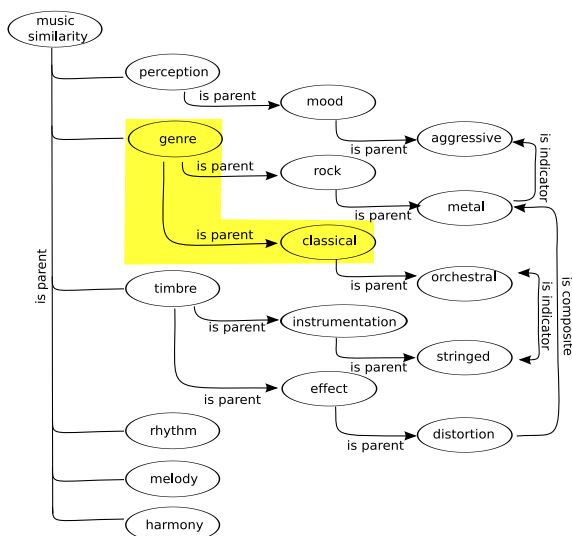 music
similarity
perception
is parent
mood
is parent
aggressive
genre
is parent
rock
is parent
metal
is indicator
is parent
classical
is parent
orchestral
is parent
timbre
is parent
instrumentation
is parent
stringed
is indicator
is composite
is parent
effect
is parent
distortion
rhythm
melody
harmony